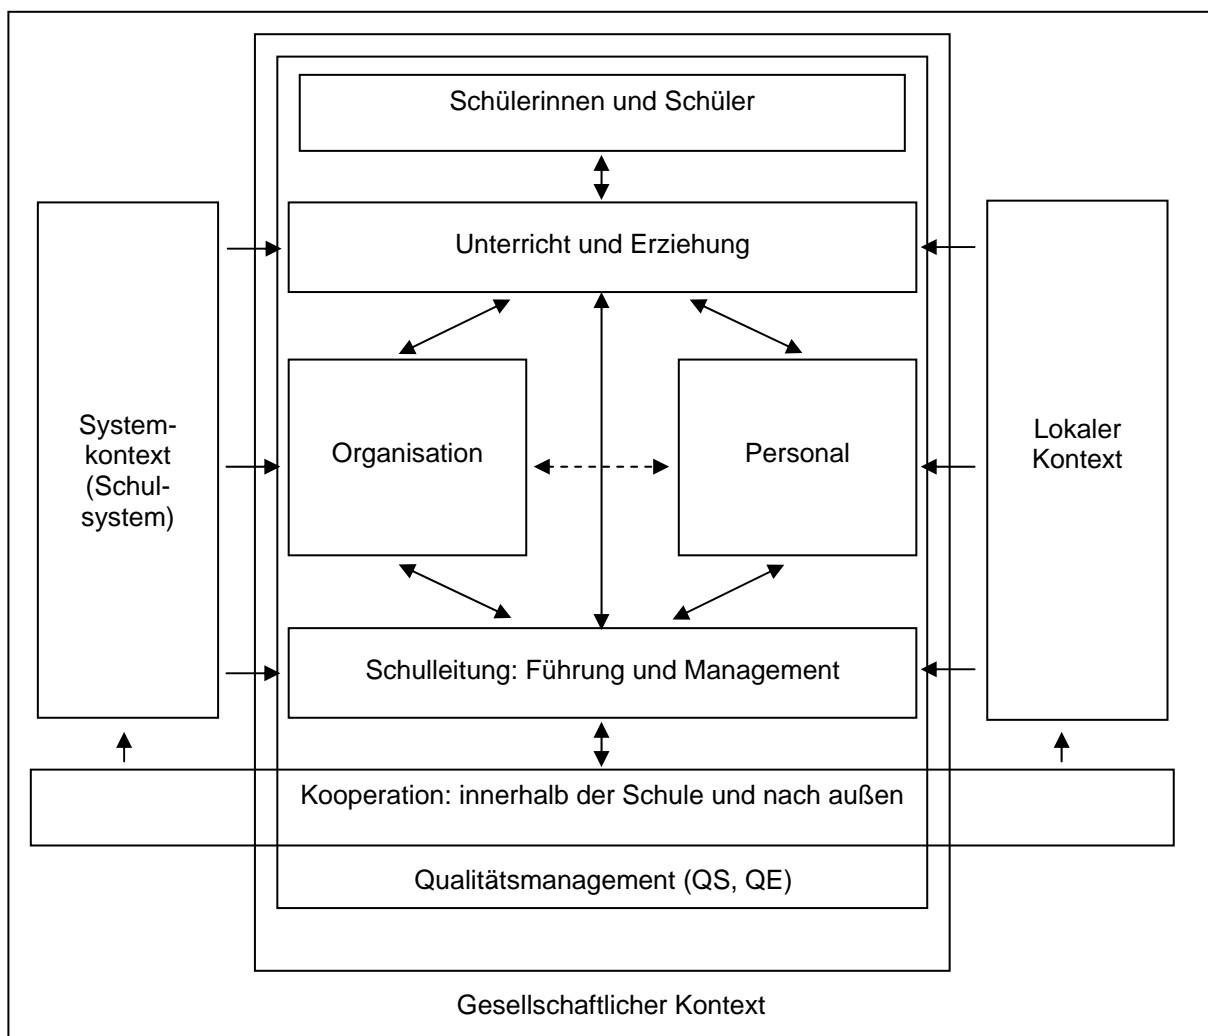 Schülerinnen und Schüler
Unterricht und Erziehung
System-
kontext
(Schul-
system)
Organisation
Personal
Lokaler
Kontext
Schulleitung: Führung und Management
Kooperation: innerhalb der Schule und nach außen
Qualitätsmanagement (QS, QE)
Gesellschaftlicher Kontext